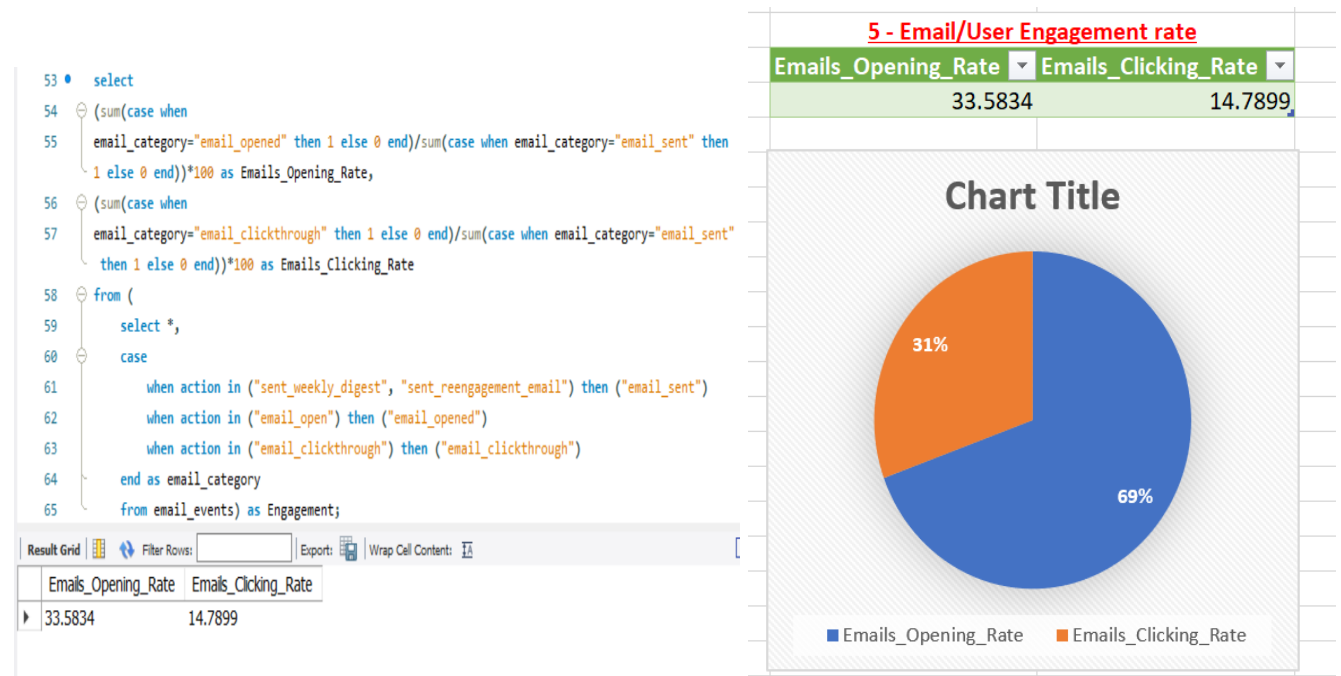 53 select
54 (sum(case when
55 email_category="email_opened" then 1 else 0 end)/sum(case when email_category="email_sent" then
1 else 0 end))*100 as Emails_Opening_Rate,
56 (sum(case when
57 email_category="email_clickthrough" then 1 else 0 end)/sum(case when email_category="email_sent"
then 1 else 0 end))*100 as Emails_Clicking_Rate
58 from (
59 select *,
60 case
61 when action in ("sent_weekly_digest", "sent_reengagement_email") then ("email_sent")
62 when action in ("email_open") then ("email_opened")
63 when action in ("email_clickthrough") then ("email_clickthrough")
64 end as email_category
65 from email_events) as Engagement;
Result Grid Filter Rows: Export: Wrap Cell Content:
Emails_Opening_Rate Emails_Clicking_Rate
33.5834 14.7899
5 - Email/User Engagement rate
Emails_Opening_Rate Emails_Clicking_Rate
33.5834 14.7899
Chart Title
31%
69%
Emails_Opening_Rate Emails_Clicking_Rate